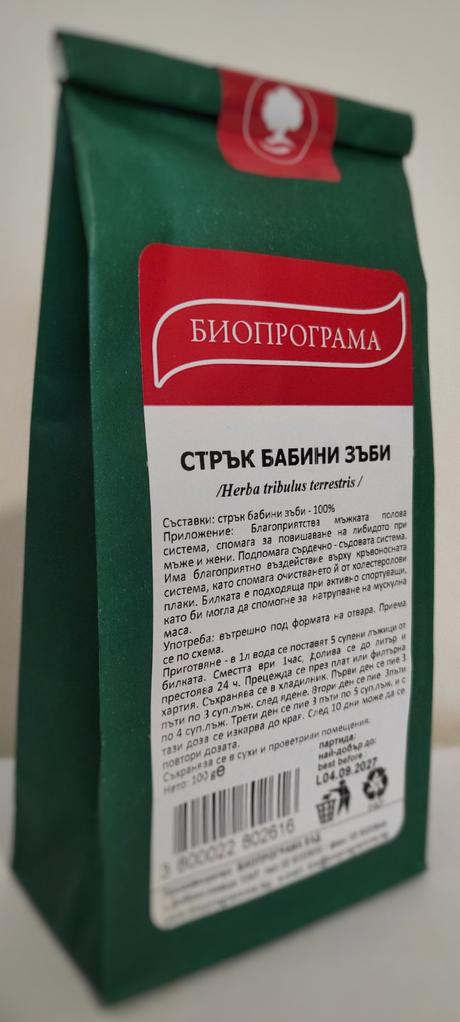 БИОПРОГРАМА
СТРЪК БАБИНИ ЗЪБИ
/Herba tribulus terrestris /
Съставки: стрък бабини зъби - 100%
Приложение: Благоприятства мъжката полова
система, спомага за повишаване на либидото при
мъже и жени. Подпомага сърдечно - съдовата система.
Има благоприятно въздействие върху кръвоносната
система, като спомага очистването ѝ от холестеролови
плаки. Билката е подходяща при активно спортуващи,
като би могла да спомогне за натрупване на мускулна
маса.
Употреба: вътрешно под формата на отвара. Приема
се по схема.
Приготвяне - в 1л вода се поставят 5 супени лъжици от
билката. Сместта ври 1час, долива се до литър и
престоява 24 ч. Прецежда се през плат или филтърна
хартия. Съхранява се в хладилник. Първи ден се пие 3
пъти по 3 суп.лъж. след ядене. Втори ден се пие 3пъти
по 4 суп.лъж. Трети ден се пие 3 пъти по 5 суп.лъж. и с
тази доза се изкарва до край. След 10 дни може да се
повтори дозата.
Съхранява се в сухи и проветриви помещения.
Нето: 100 g℮
партида:
най-добър до:
best before :
L04.09.2027
3 800022 802616
БИОПРОГРАМА